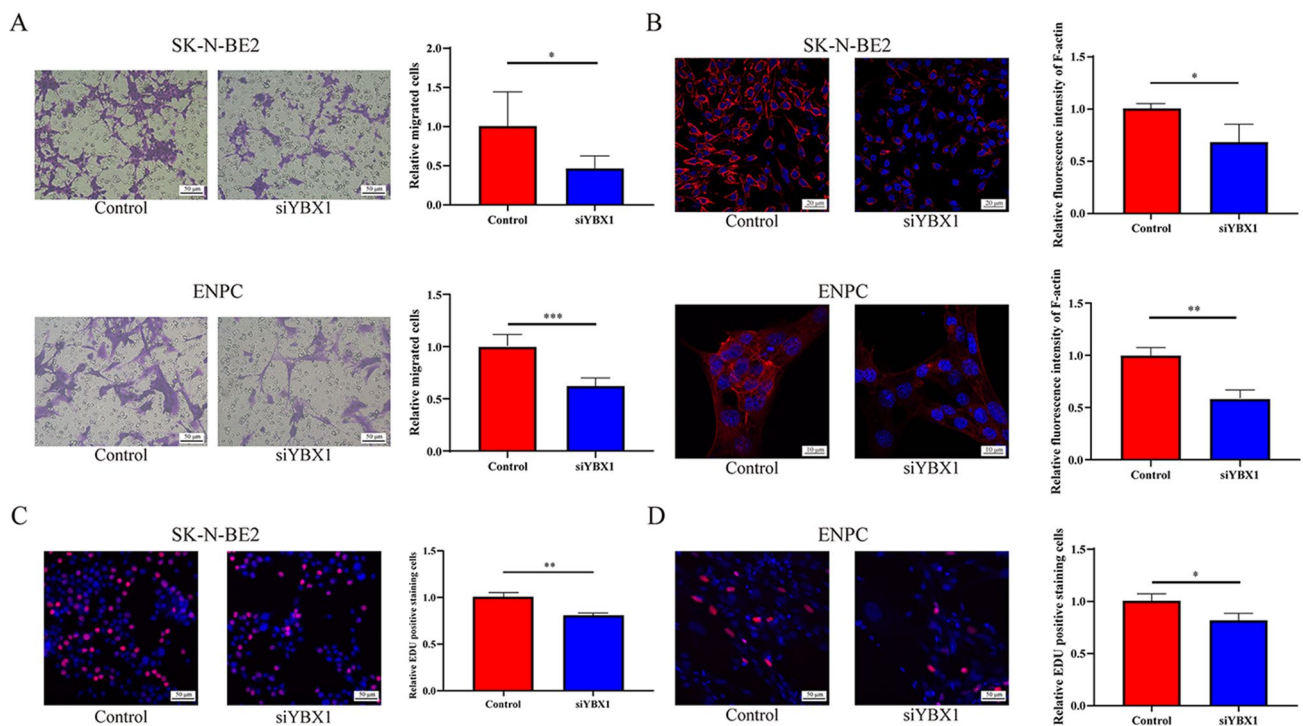 A
SK-N-BE2
50 μm
50 μm
Control
siYBX1
Relative migrated cells
2.0
1.5
1.0
0.5
0.0
*
Control
siYBX1
ENPC
50 μm
50 μm
Control
siYBX1
Relative migrated cells
1.5
1.0
0.5
0.0
***
Control
siYBX1
B
SK-N-BE2
20 μm
20 μm
Control
siYBX1
Relative fluorescence intensity of F-actin
1.5
1.0
0.5
0.0
*
Control
siYBX1
ENPC
10 μm
10 μm
Control
siYBX1
Relative fluorescence intensity of F-actin
1.5
1.0
0.5
0.0
**
Control
siYBX1
C
SK-N-BE2
50 μm
50 μm
Control
siYBX1
Relative EDU positive staining cells
1.5
1.0
0.5
0.0
**
Control
siYBX1
D
ENPC
50 μm
50 μm
Control
siYBX1
Relative EDU positive staining cells
1.5
1.0
0.5
0.0
*
Control
siYBX1